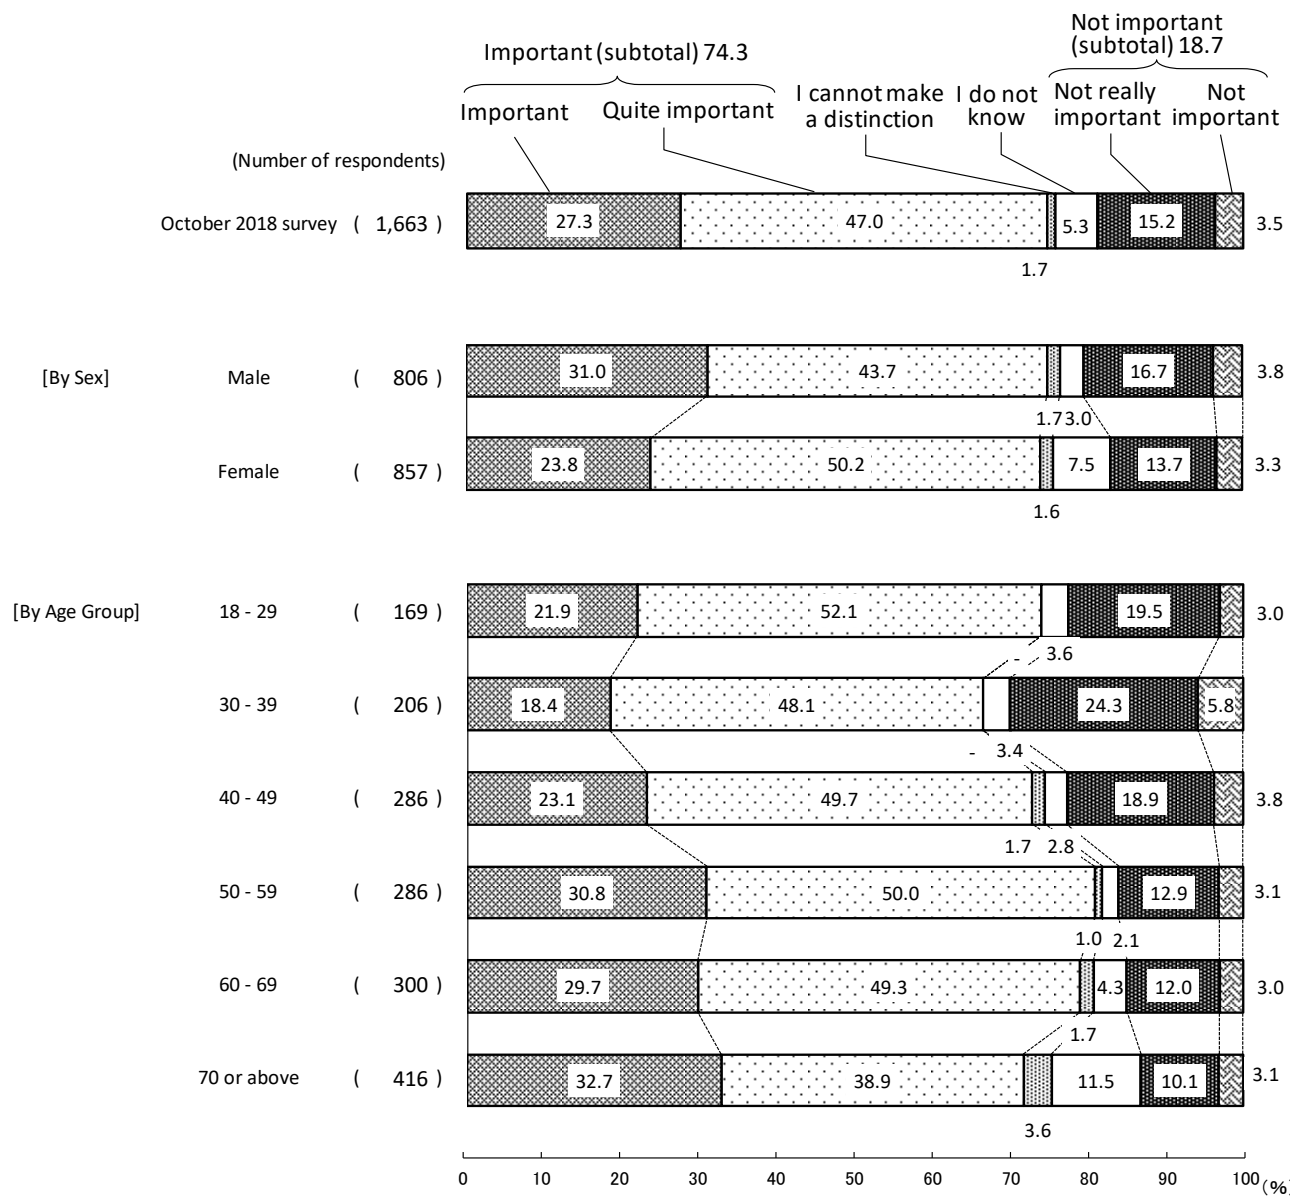 Not important
(subtotal) 18.7
Important (subtotal) 74.3
I cannot make
a distinction
I do not
know
Not really
important
Not
important
Important
Quite important
(Number of respondents)
October 2018 survey ( 1,663 ) 27.3 47.0 5.3 15.2 3.5
1.7
[By Sex] Male ( 806 ) 31.0 43.7 16.7 3.8
1.7 3.0
Female ( 857 ) 23.8 50.2 7.5 13.7 3.3
1.6
[By Age Group] 18 - 29 ( 169 ) 21.9 52.1 19.5 3.0
- 3.6
30 - 39 ( 206 ) 18.4 48.1 24.3 5.8
- 3.4
40 - 49 ( 286 ) 23.1 49.7 18.9 3.8
1.7 2.8
50 - 59 ( 286 ) 30.8 50.0 12.9 3.1
1.0 2.1
60 - 69 ( 300 ) 29.7 49.3 4.3 12.0 3.0
1.7
70 or above ( 416 ) 32.7 38.9 11.5 10.1 3.1
3.6
0 10 20 30 40 50 60 70 80 90 100 (%)